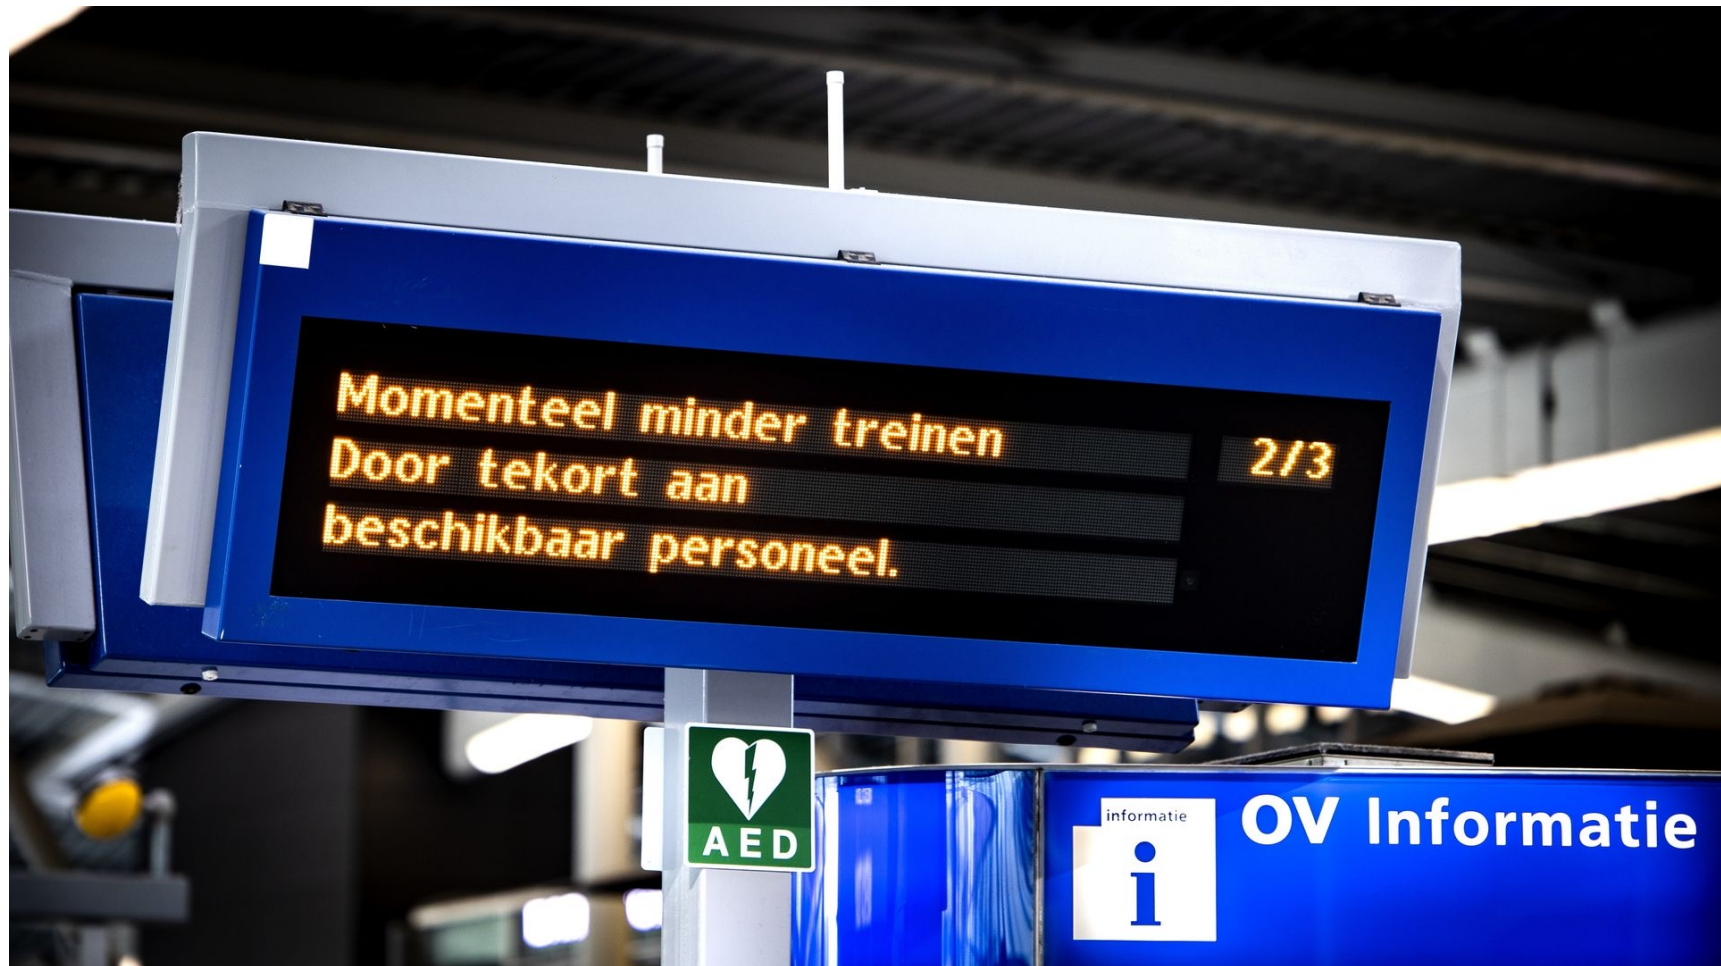 Momenteel minder treinen
2/3
Door tekort aan
beschikbaar personeel.
AED
informatie
i
OV Informatie